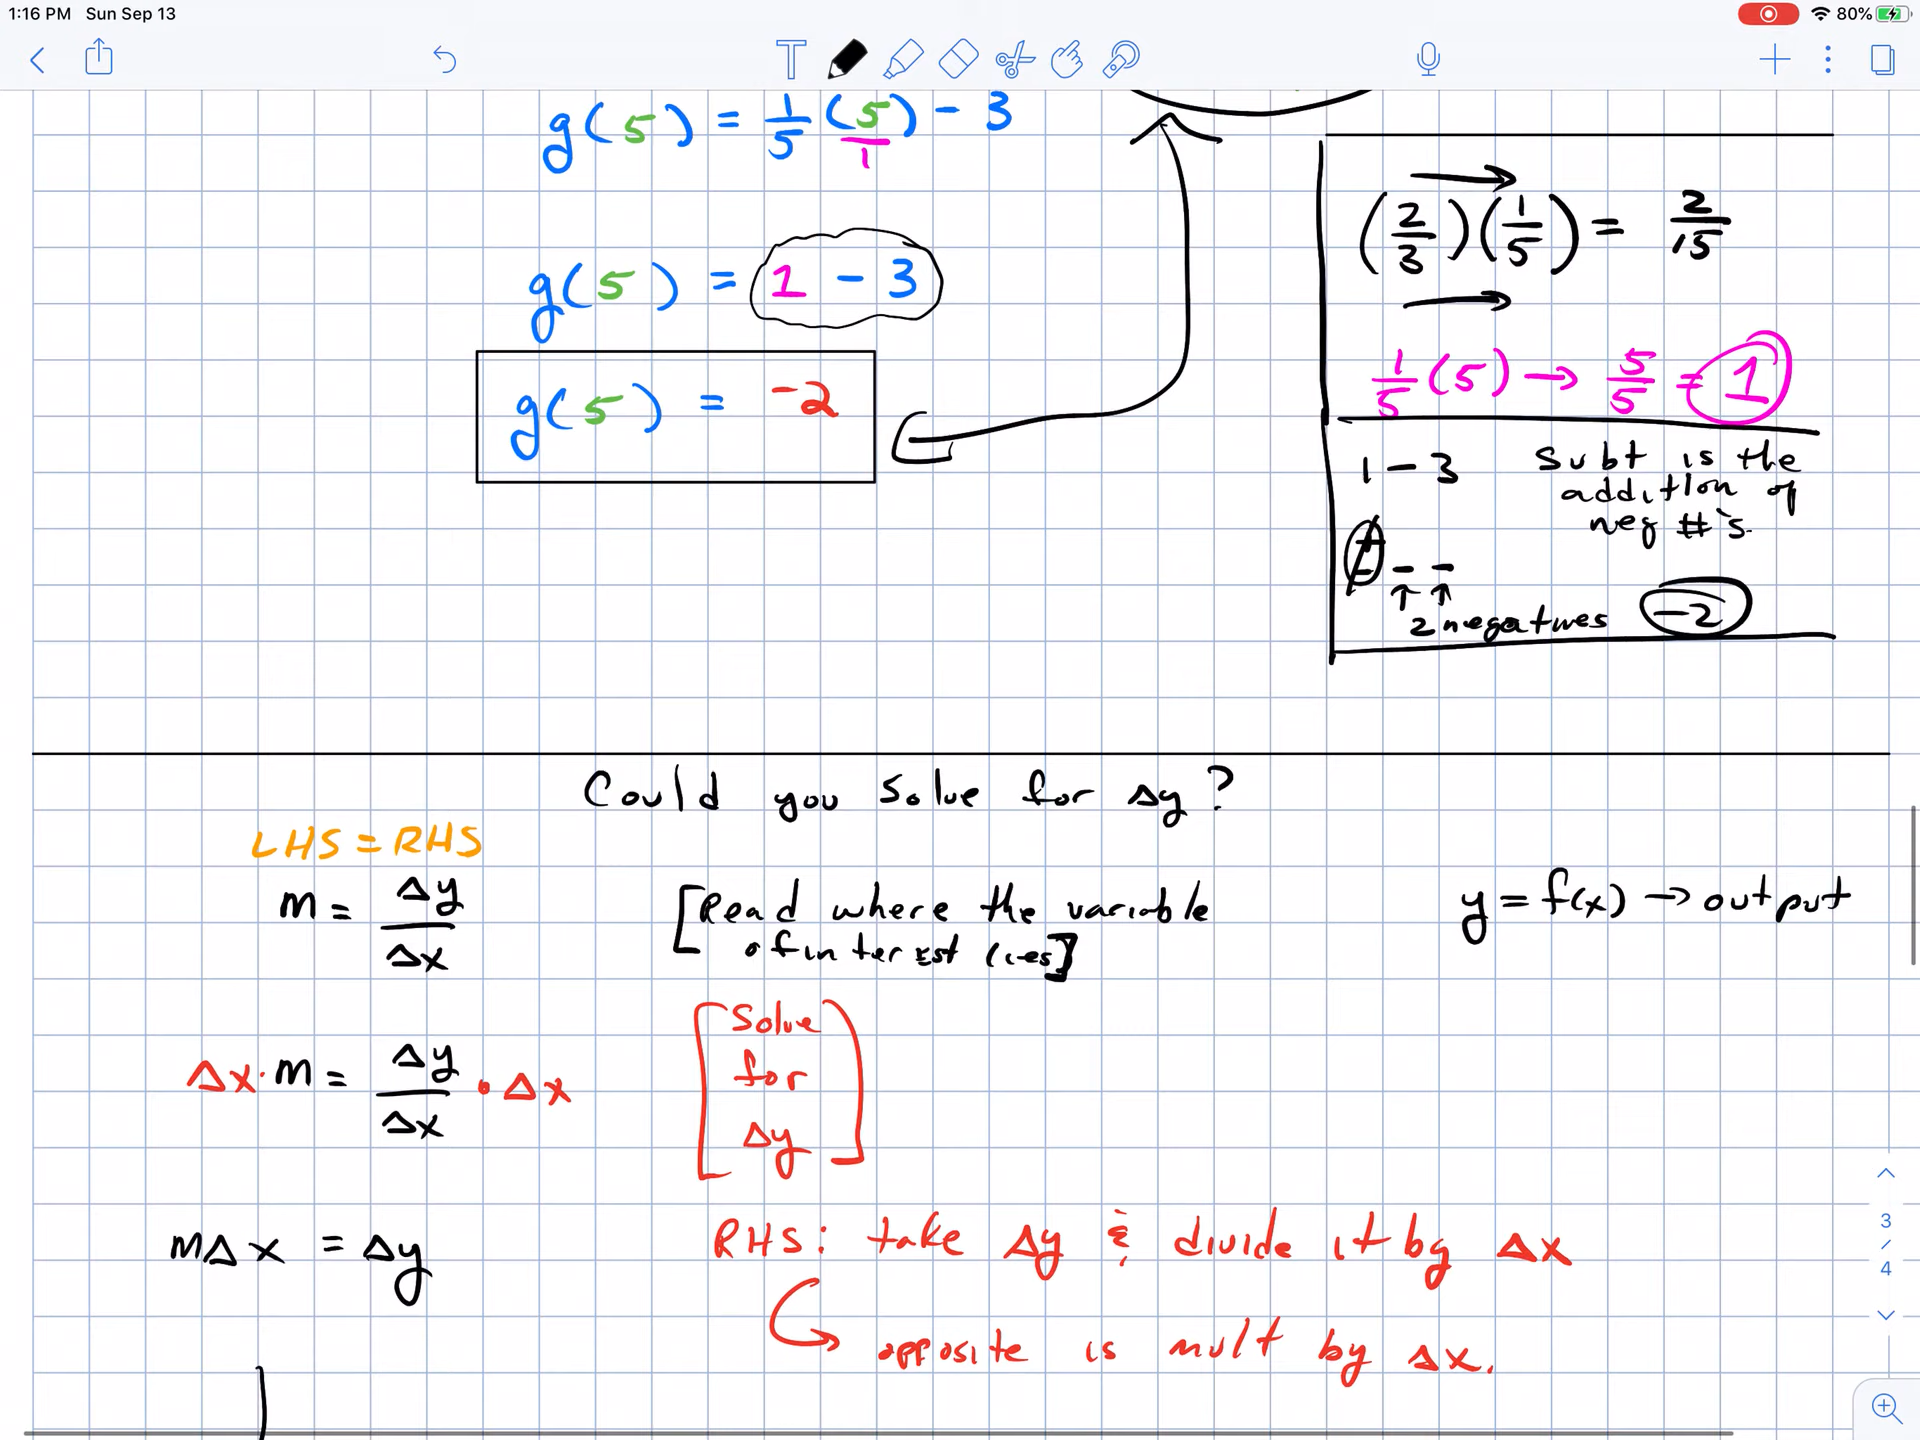 1:16 PM Sun Sep 13
80%
g(5) = 1/5 (5)/1 - 3
g(5) = 1 - 3
g(5) = -2
(2/3)(1/5) = 2/15
1/5 (5) → 5/5 = 1
1 - 3 Subt is the
addition of
neg #'s.
+ - -
- ↑ ↑
2 negatives -2
Could you solve for Δy?
LHS = RHS
m = Δy/Δx
[Read where the variable
of interest lies]
y = f(x) → output
Δx · m = Δy/Δx · Δx
[Solve
for
Δy]
mΔx = Δy
RHS: take Δy & divide it by Δx
↳ opposite is mult by Δx.
3
/
4